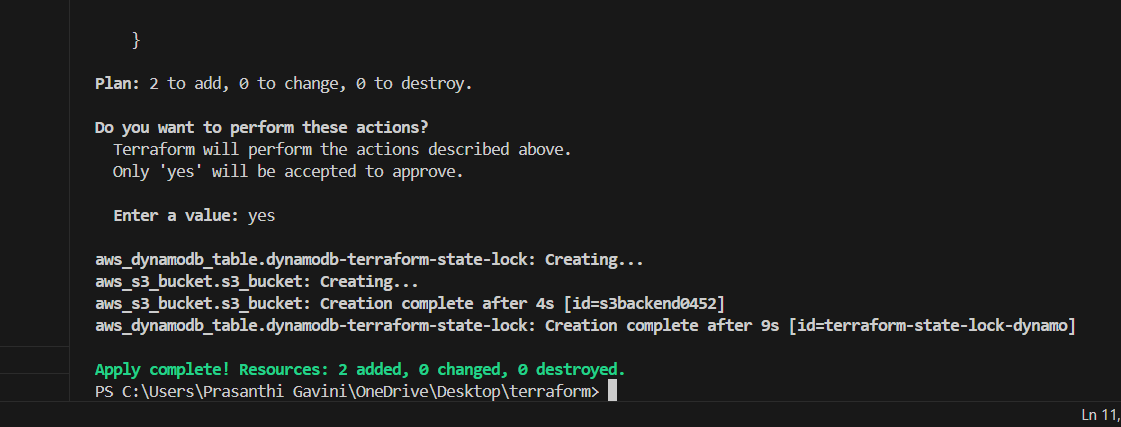 }
Plan: 2 to add, 0 to change, 0 to destroy.
Do you want to perform these actions?
Terraform will perform the actions described above.
Only 'yes' will be accepted to approve.
Enter a value: yes
aws_dynamodb_table.dynamodb-terraform-state-lock: Creating...
aws_s3_bucket.s3_bucket: Creating...
aws_s3_bucket.s3_bucket: Creation complete after 4s [id=s3backend0452]
aws_dynamodb_table.dynamodb-terraform-state-lock: Creation complete after 9s [id=terraform-state-lock-dynamo]
Apply complete! Resources: 2 added, 0 changed, 0 destroyed.
PS C:\Users\Prasanthi Gavini\OneDrive\Desktop\terraform>
Ln 11,